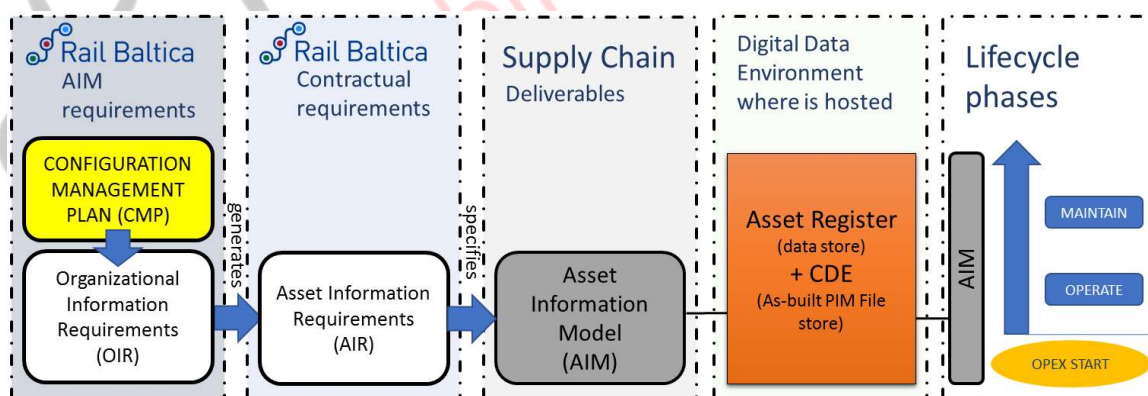 Rail Baltica
AIM
requirements
CONFIGURATION
MANAGEMENT
PLAN (CMP)
Organizational
Information
Requirements
(OIR)
generates
Rail Baltica
Contractual
requirements
Asset Information
Requirements
(AIR)
specifies
Supply Chain
Deliverables
Asset
Information
Model
(AIM)
Digital Data
Environment
where is hosted
Asset Register
(data store)
+ CDE
(As-built PIM File
store)
Lifecycle
phases
AIM
MAINTAIN
OPERATE
OPEX START